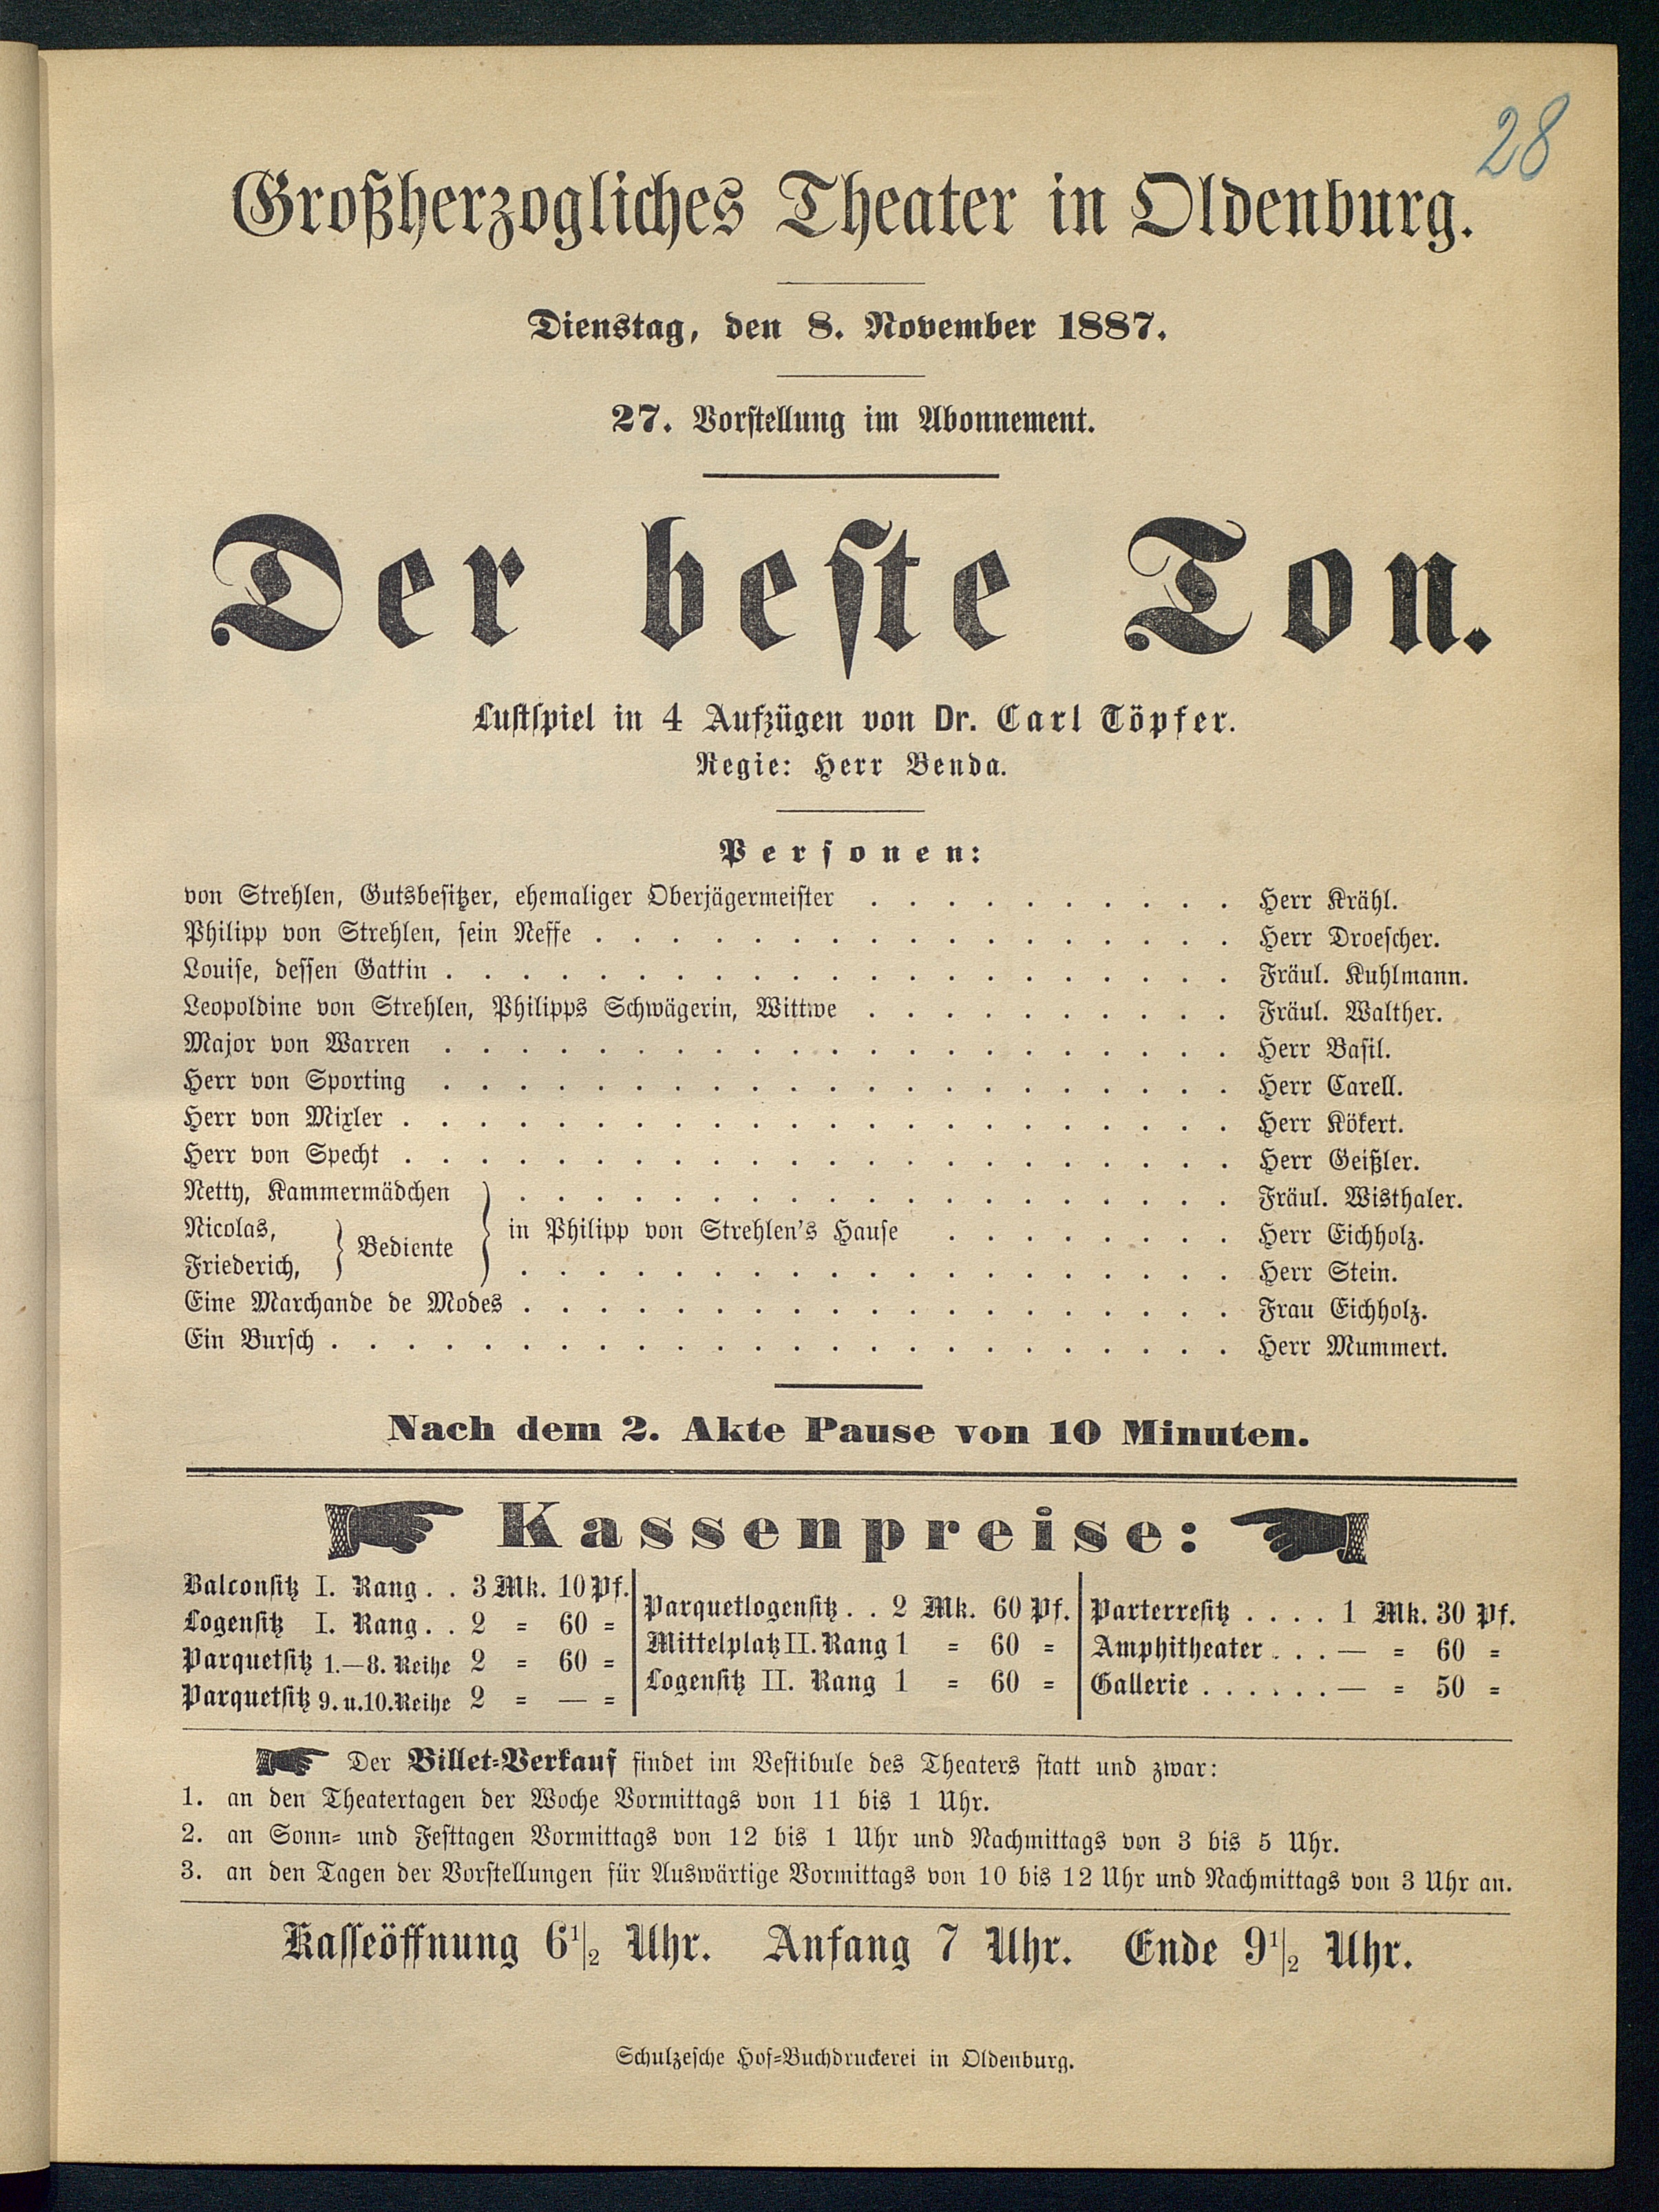 28
Großherzogliches Theater in Oldenburg.
Dienstag, den 8. November 1887.
27. Vorstellung im Abonnement.
Der beste Ton.
Lustspiel in 4 Aufzügen von Dr. Carl Töpfer.
Regie: Herr Benda.
Personen:
von Strehlen, Gutsbesitzer, ehemaliger Oberjägermeister . . . . . . . . . . Herr Krähl.
Philipp von Strehlen, sein Neffe . . . . . . . . . . . . . . . . . Herr Droescher.
Louise, dessen Gattin . . . . . . . . . . . . . . . . . . . . . Fräul. Kuhlmann.
Leopoldine von Strehlen, Philipps Schwägerin, Wittwe . . . . . . . . . . Fräul. Walther.
Major von Warren . . . . . . . . . . . . . . . . . . . . . Herr Basil.
Herr von Sporting . . . . . . . . . . . . . . . . . . . . . Herr Carell.
Herr von Mixler . . . . . . . . . . . . . . . . . . . . . . Herr Kökert.
Herr von Specht . . . . . . . . . . . . . . . . . . . . . . Herr Geißler.
Netty, Kammermädchen . . . . . . . . . . . . . . . . . . . Fräul. Wisthaler.
Nicolas, } Bediente } in Philipp von Strehlen's Hause . . . . . . . . Herr Eichholz.
Friederich, . . . . . . . . . . . . . . . . . . . Herr Stein.
Eine Marchande de Modes . . . . . . . . . . . . . . . . . . . Frau Eichholz.
Ein Bursch . . . . . . . . . . . . . . . . . . . . . . . . Herr Mummert.
Nach dem 2. Akte Pause von 10 Minuten.
Kassenpreise:
Balconsitz I. Rang . . 3 Mk. 10 Pf.
Logensitz I. Rang . . 2 = 60 =
Parquetsitz 1.—8. Reihe 2 = 60 =
Parquetsitz 9. u. 10. Reihe 2 = — =
Parquetlogensitz . . 2 Mk. 60 Pf.
Mittelplatz II. Rang 1 = 60 =
Logensitz II. Rang 1 = 60 =
Parterresitz . . . . 1 Mk. 30 Pf.
Amphitheater . . . — = 60 =
Gallerie . . . . . . — = 50 =
Der Billet=Verkauf findet im Vestibule des Theaters statt und zwar:
1. an den Theatertagen der Woche Vormittags von 11 bis 1 Uhr.
2. an Sonn= und Festtagen Vormittags von 12 bis 1 Uhr und Nachmittags von 3 bis 5 Uhr.
3. an den Tagen der Vorstellungen für Auswärtige Vormittags von 10 bis 12 Uhr und Nachmittags von 3 Uhr an.
Kasseöffnung 6 1/2 Uhr. Anfang 7 Uhr. Ende 9 1/2 Uhr.
Schulzesche Hof=Buchdruckerei in Oldenburg.